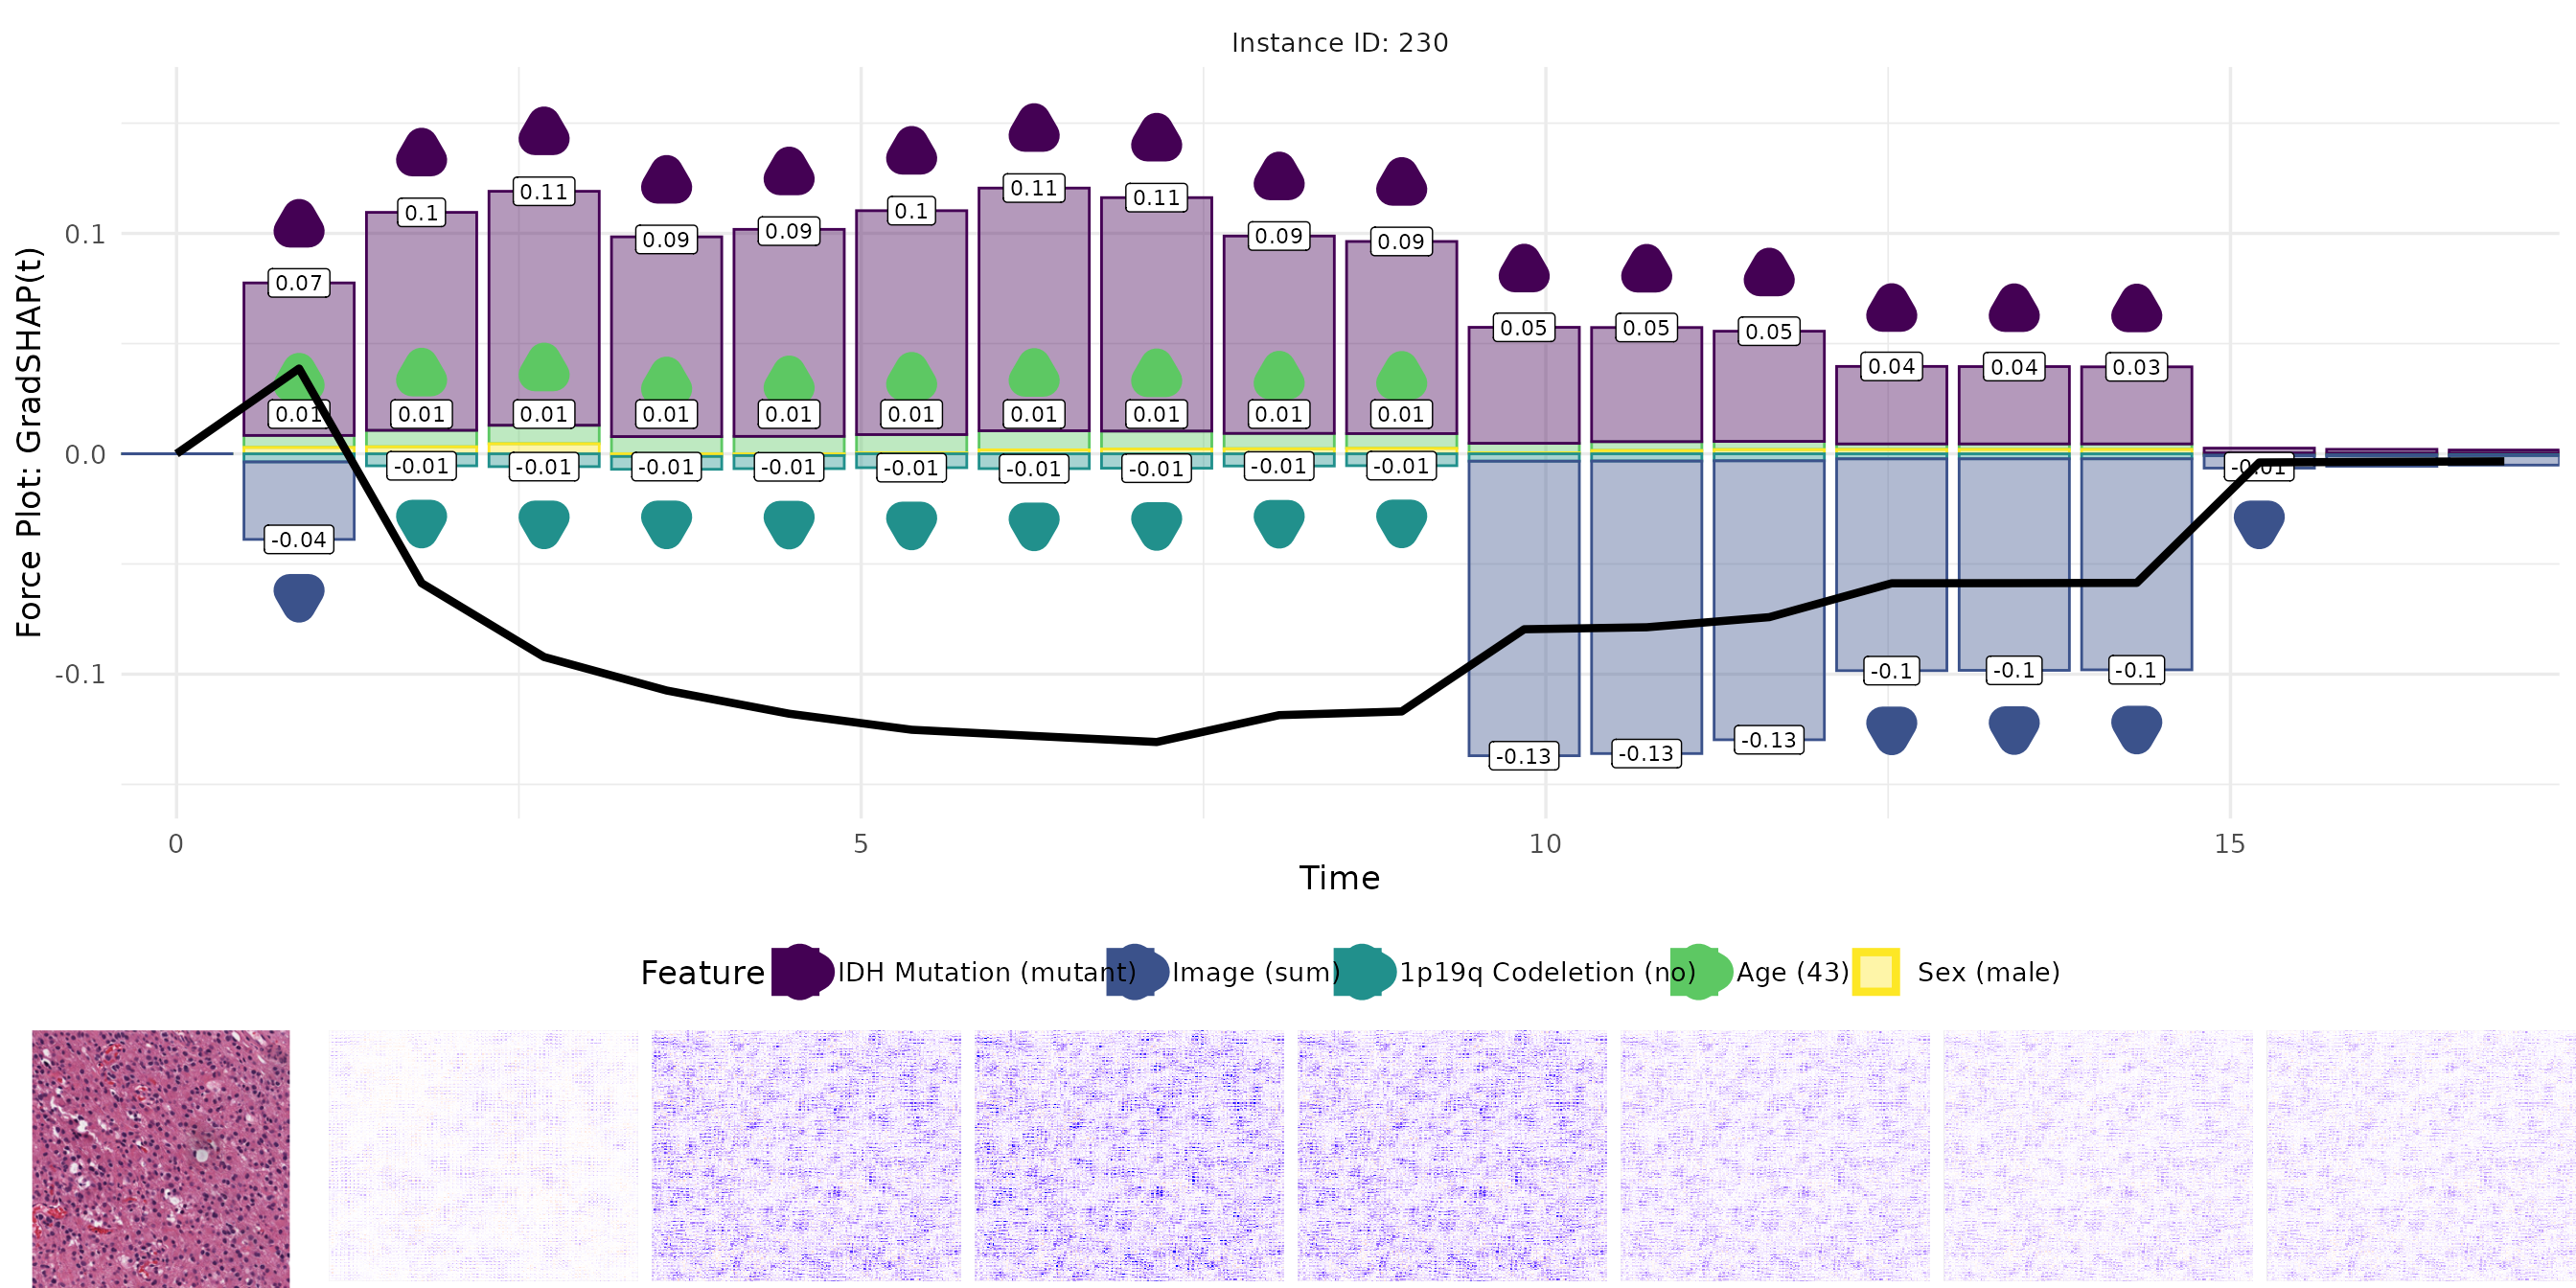 Instance ID: 230
Force Plot: GradSHAP(t)
0.1
0.0
-0.1
0.07 0.1 0.11 0.09 0.09 0.1 0.11 0.11 0.09 0.09 0.05 0.05 0.05 0.04 0.04 0.03
0.01 0.01 0.01 0.01 0.01 0.01 0.01 0.01 0.01 0.01
-0.01 -0.01 -0.01 -0.01 -0.01 -0.01 -0.01 -0.01 -0.01 -0.01
-0.04 -0.13 -0.13 -0.13 -0.1 -0.1 -0.1
0 5 10 15
Time
Feature IDH Mutation (mutant) Image (sum) 1p19q Codeletion (no) Age (43) Sex (male)